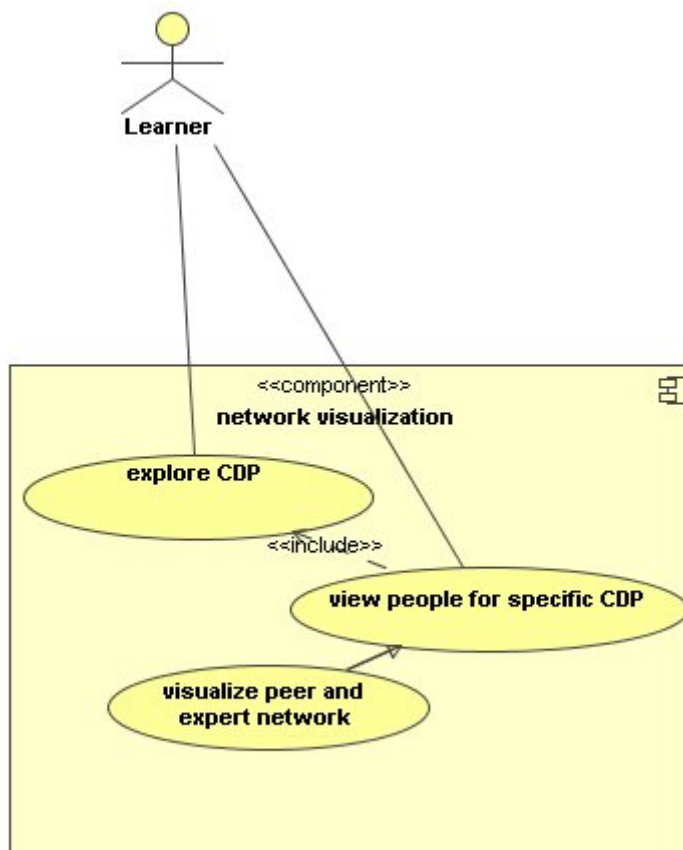 Learner
<<component>>
network visualization
explore CDP
<<include>>
view people for specific CDP
visualize peer and
expert network